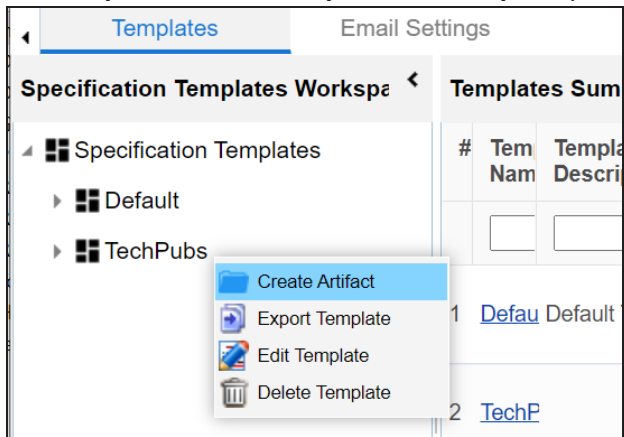 Templates Email Settings
Specification Templates Workspa
Templates Sum
Specification Templates
# Tem Templa
Nam Descrip
Default
TechPubs
Create Artifact
Export Template
1 Defau Default
Edit Template
Delete Template
2 TechP